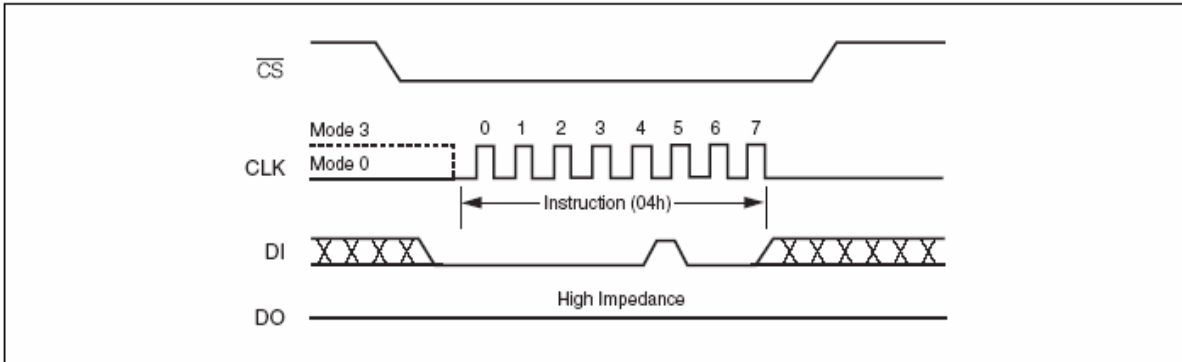 CS
Mode 3
0 1 2 3 4 5 6 7
CLK
Mode 0
Instruction (04h)
DI
High Impedance
DO